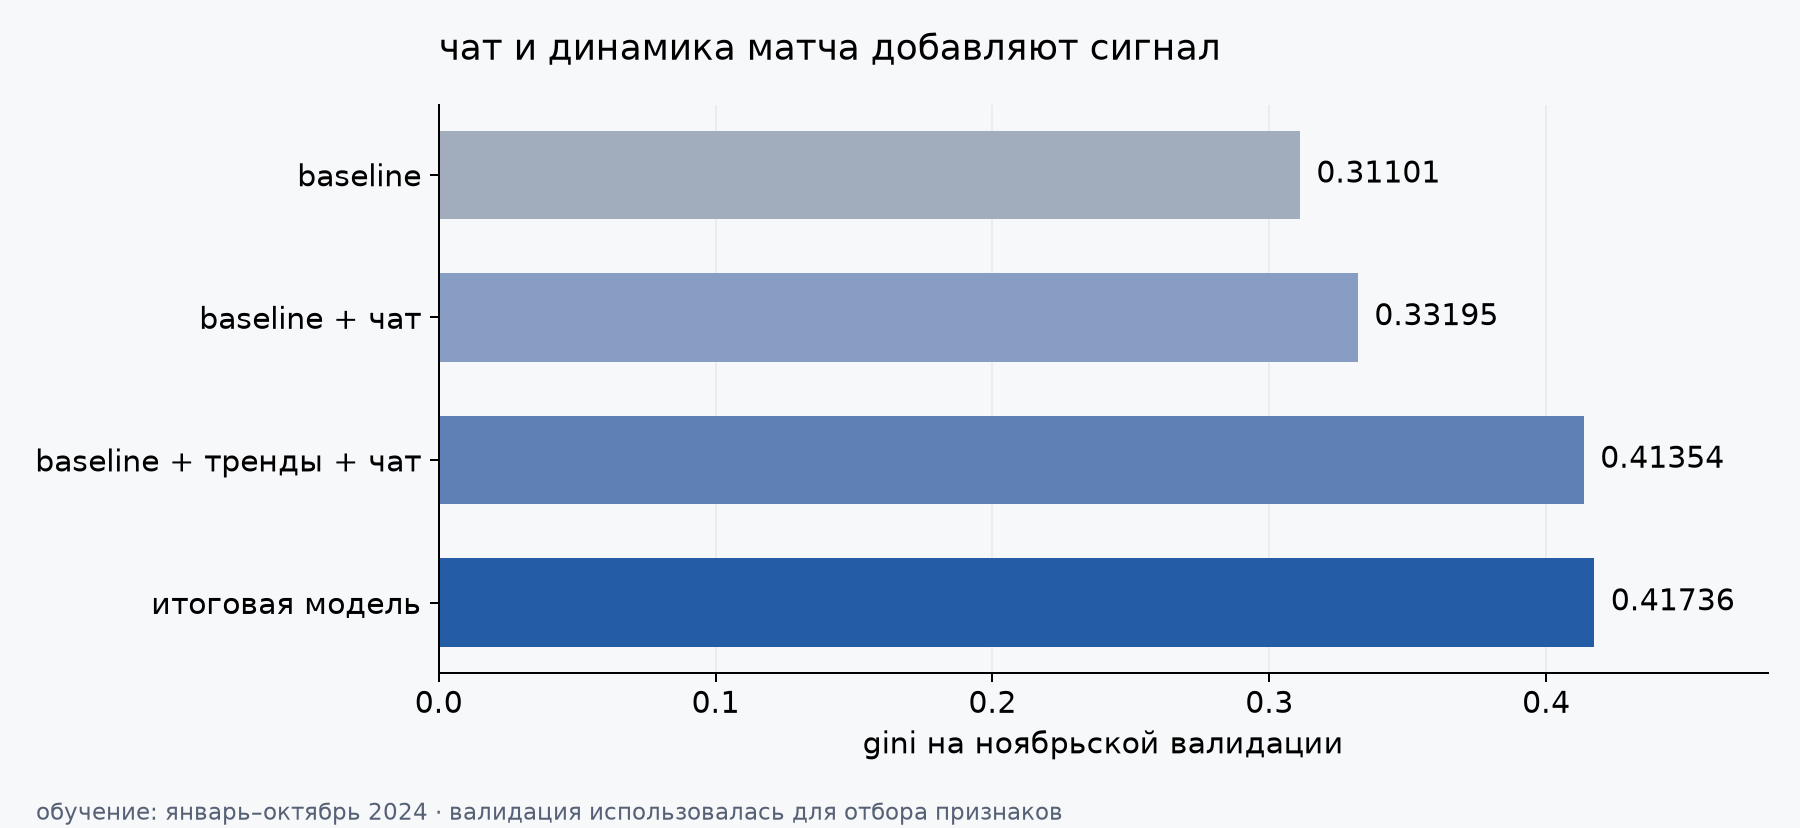 чат и динамика матча добавляют сигнал
baseline 0.31101
baseline + чат 0.33195
baseline + тренды + чат 0.41354
итоговая модель 0.41736
0.0 0.1 0.2 0.3 0.4
gini на ноябрьской валидации
обучение: январь–октябрь 2024 · валидация использовалась для отбора признаков